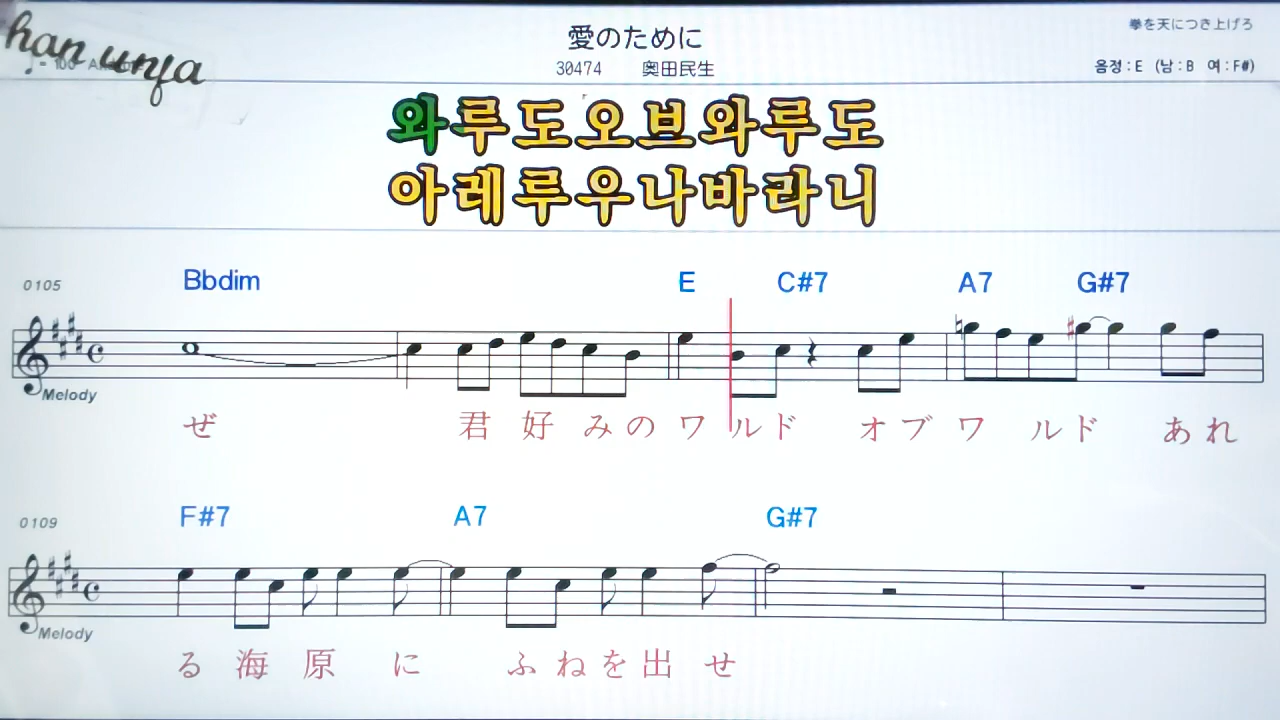 han unja
愛のために
拳を天につき上げろ
30474 奥田民生
음정:E (남:B 여:F#)
와루도오브와루도
아레루우나바라니
0105 Bbdim E C#7 A7 G#7
Melody
ぜ 君 好 み の ワ ル ド オ ブ ワ ル ド あ れ
0109 F#7 A7 G#7
Melody
る 海 原 に ふ ね を 出 せ